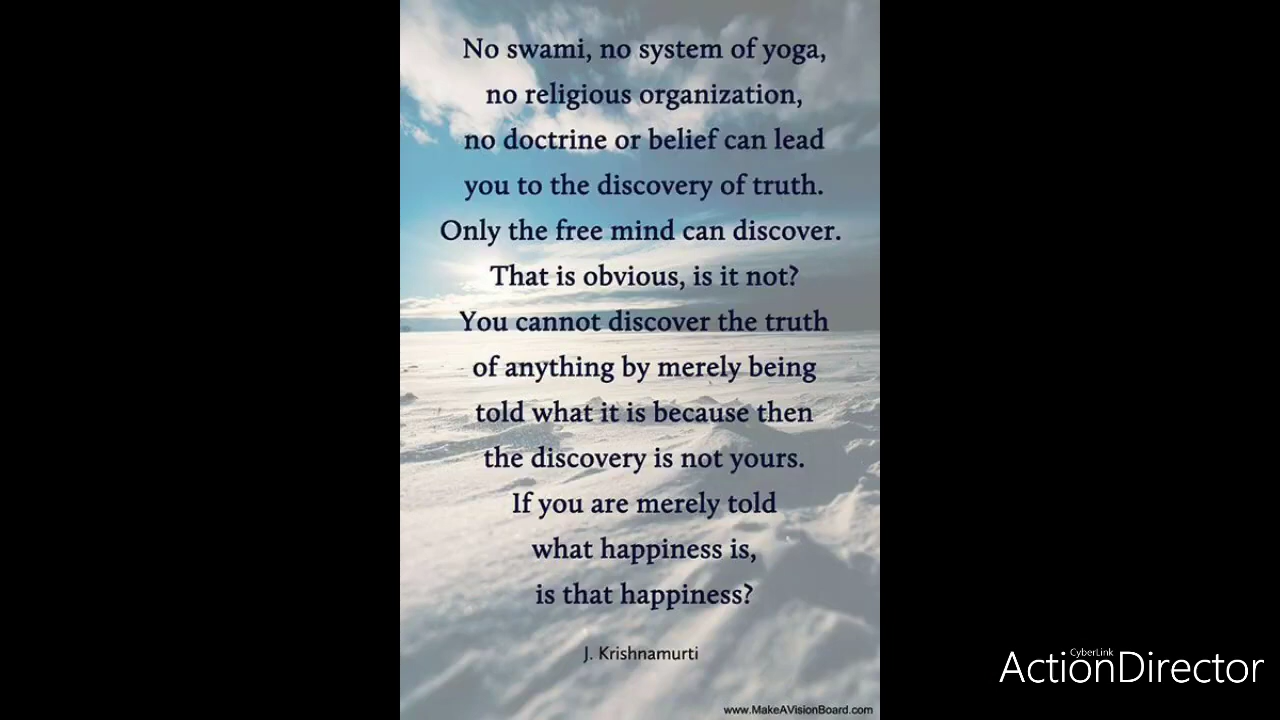 No swami, no system of yoga,
no religious organization,
no doctrine or belief can lead
you to the discovery of truth.
Only the free mind can discover.
That is obvious, is it not?
You cannot discover the truth
of anything by merely being
told what it is because then
the discovery is not yours.
If you are merely told
what happiness is,
is that happiness?
J. Krishnamurti
CyberLink
ActionDirector
www.MakeAVisionBoard.com